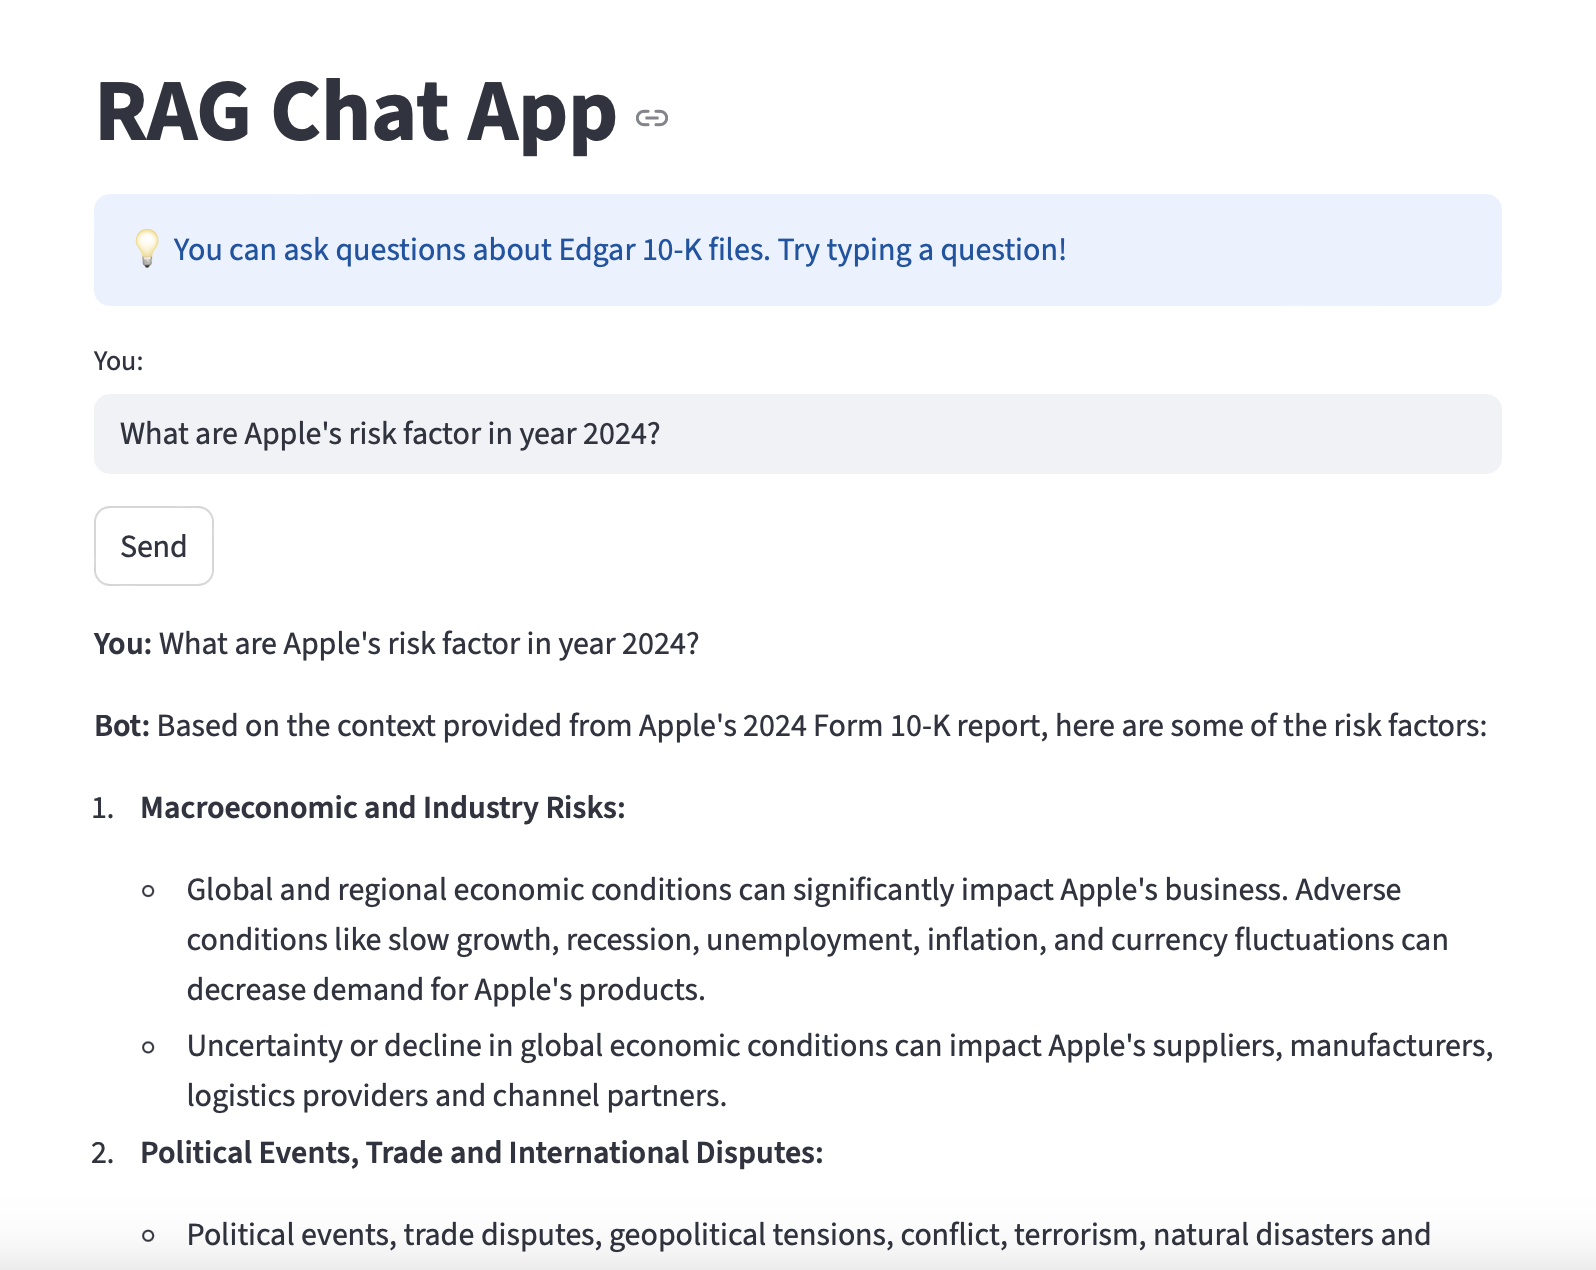 RAG Chat App
💡 You can ask questions about Edgar 10-K files. Try typing a question!
You:
What are Apple's risk factor in year 2024?
Send
You: What are Apple's risk factor in year 2024?
Bot: Based on the context provided from Apple's 2024 Form 10-K report, here are some of the risk factors:
1. Macroeconomic and Industry Risks:
Global and regional economic conditions can significantly impact Apple's business. Adverse
conditions like slow growth, recession, unemployment, inflation, and currency fluctuations can
decrease demand for Apple's products.
Uncertainty or decline in global economic conditions can impact Apple's suppliers, manufacturers,
logistics providers and channel partners.
2. Political Events, Trade and International Disputes:
Political events, trade disputes, geopolitical tensions, conflict, terrorism, natural disasters and